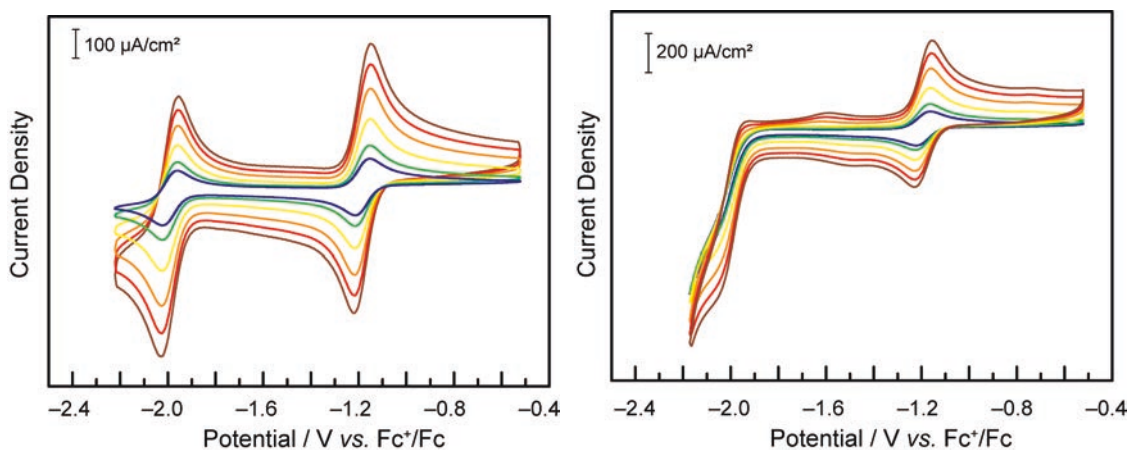 100 µA/cm²
Current Density
–2.4 –2.0 –1.6 –1.2 –0.8 –0.4
Potential / V vs. Fc⁺/Fc
200 µA/cm²
Current Density
–2.4 –2.0 –1.6 –1.2 –0.8 –0.4
Potential / V vs. Fc⁺/Fc